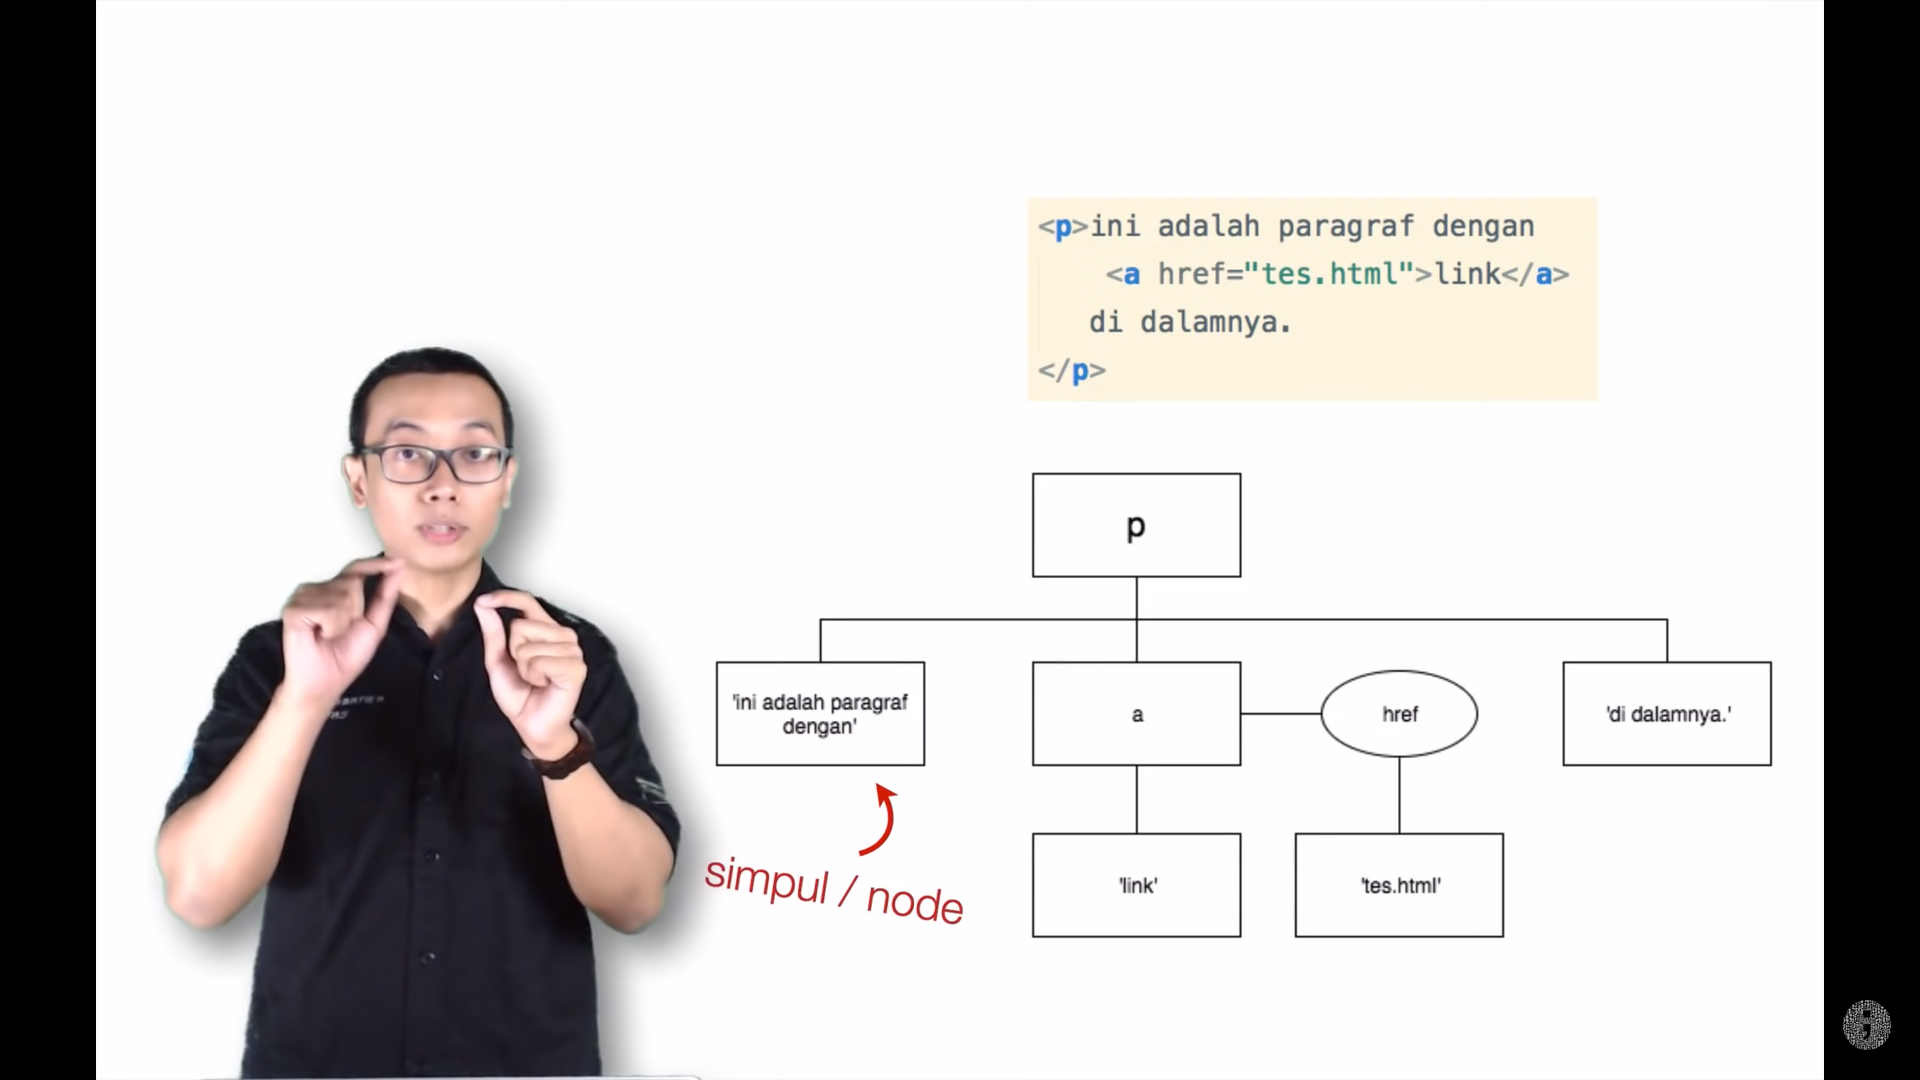 <p>ini adalah paragraf dengan
<a href="tes.html">link</a>
di dalamnya.
</p>
p
'ini adalah paragraf
dengan'
a
href
'di dalamnya.'
simpul / node
'link'
'tes.html'